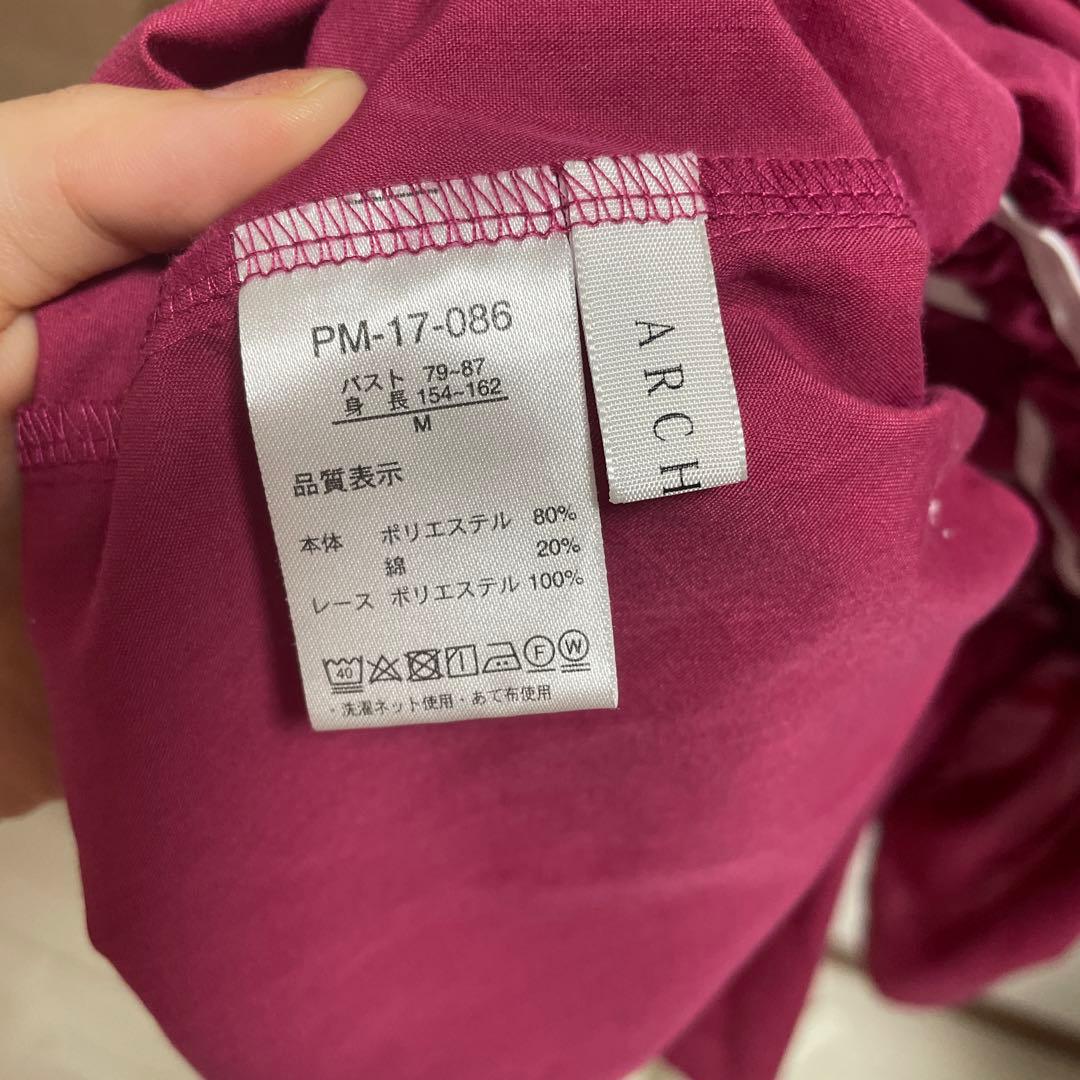 PM-17-086
バスト 79~87
身 長 154~162
M
品質表示
本体 ポリエステル 80%
綿 20%
レース ポリエステル 100%
40 1 F W
・洗濯ネット使用・あて布使用
ARCH